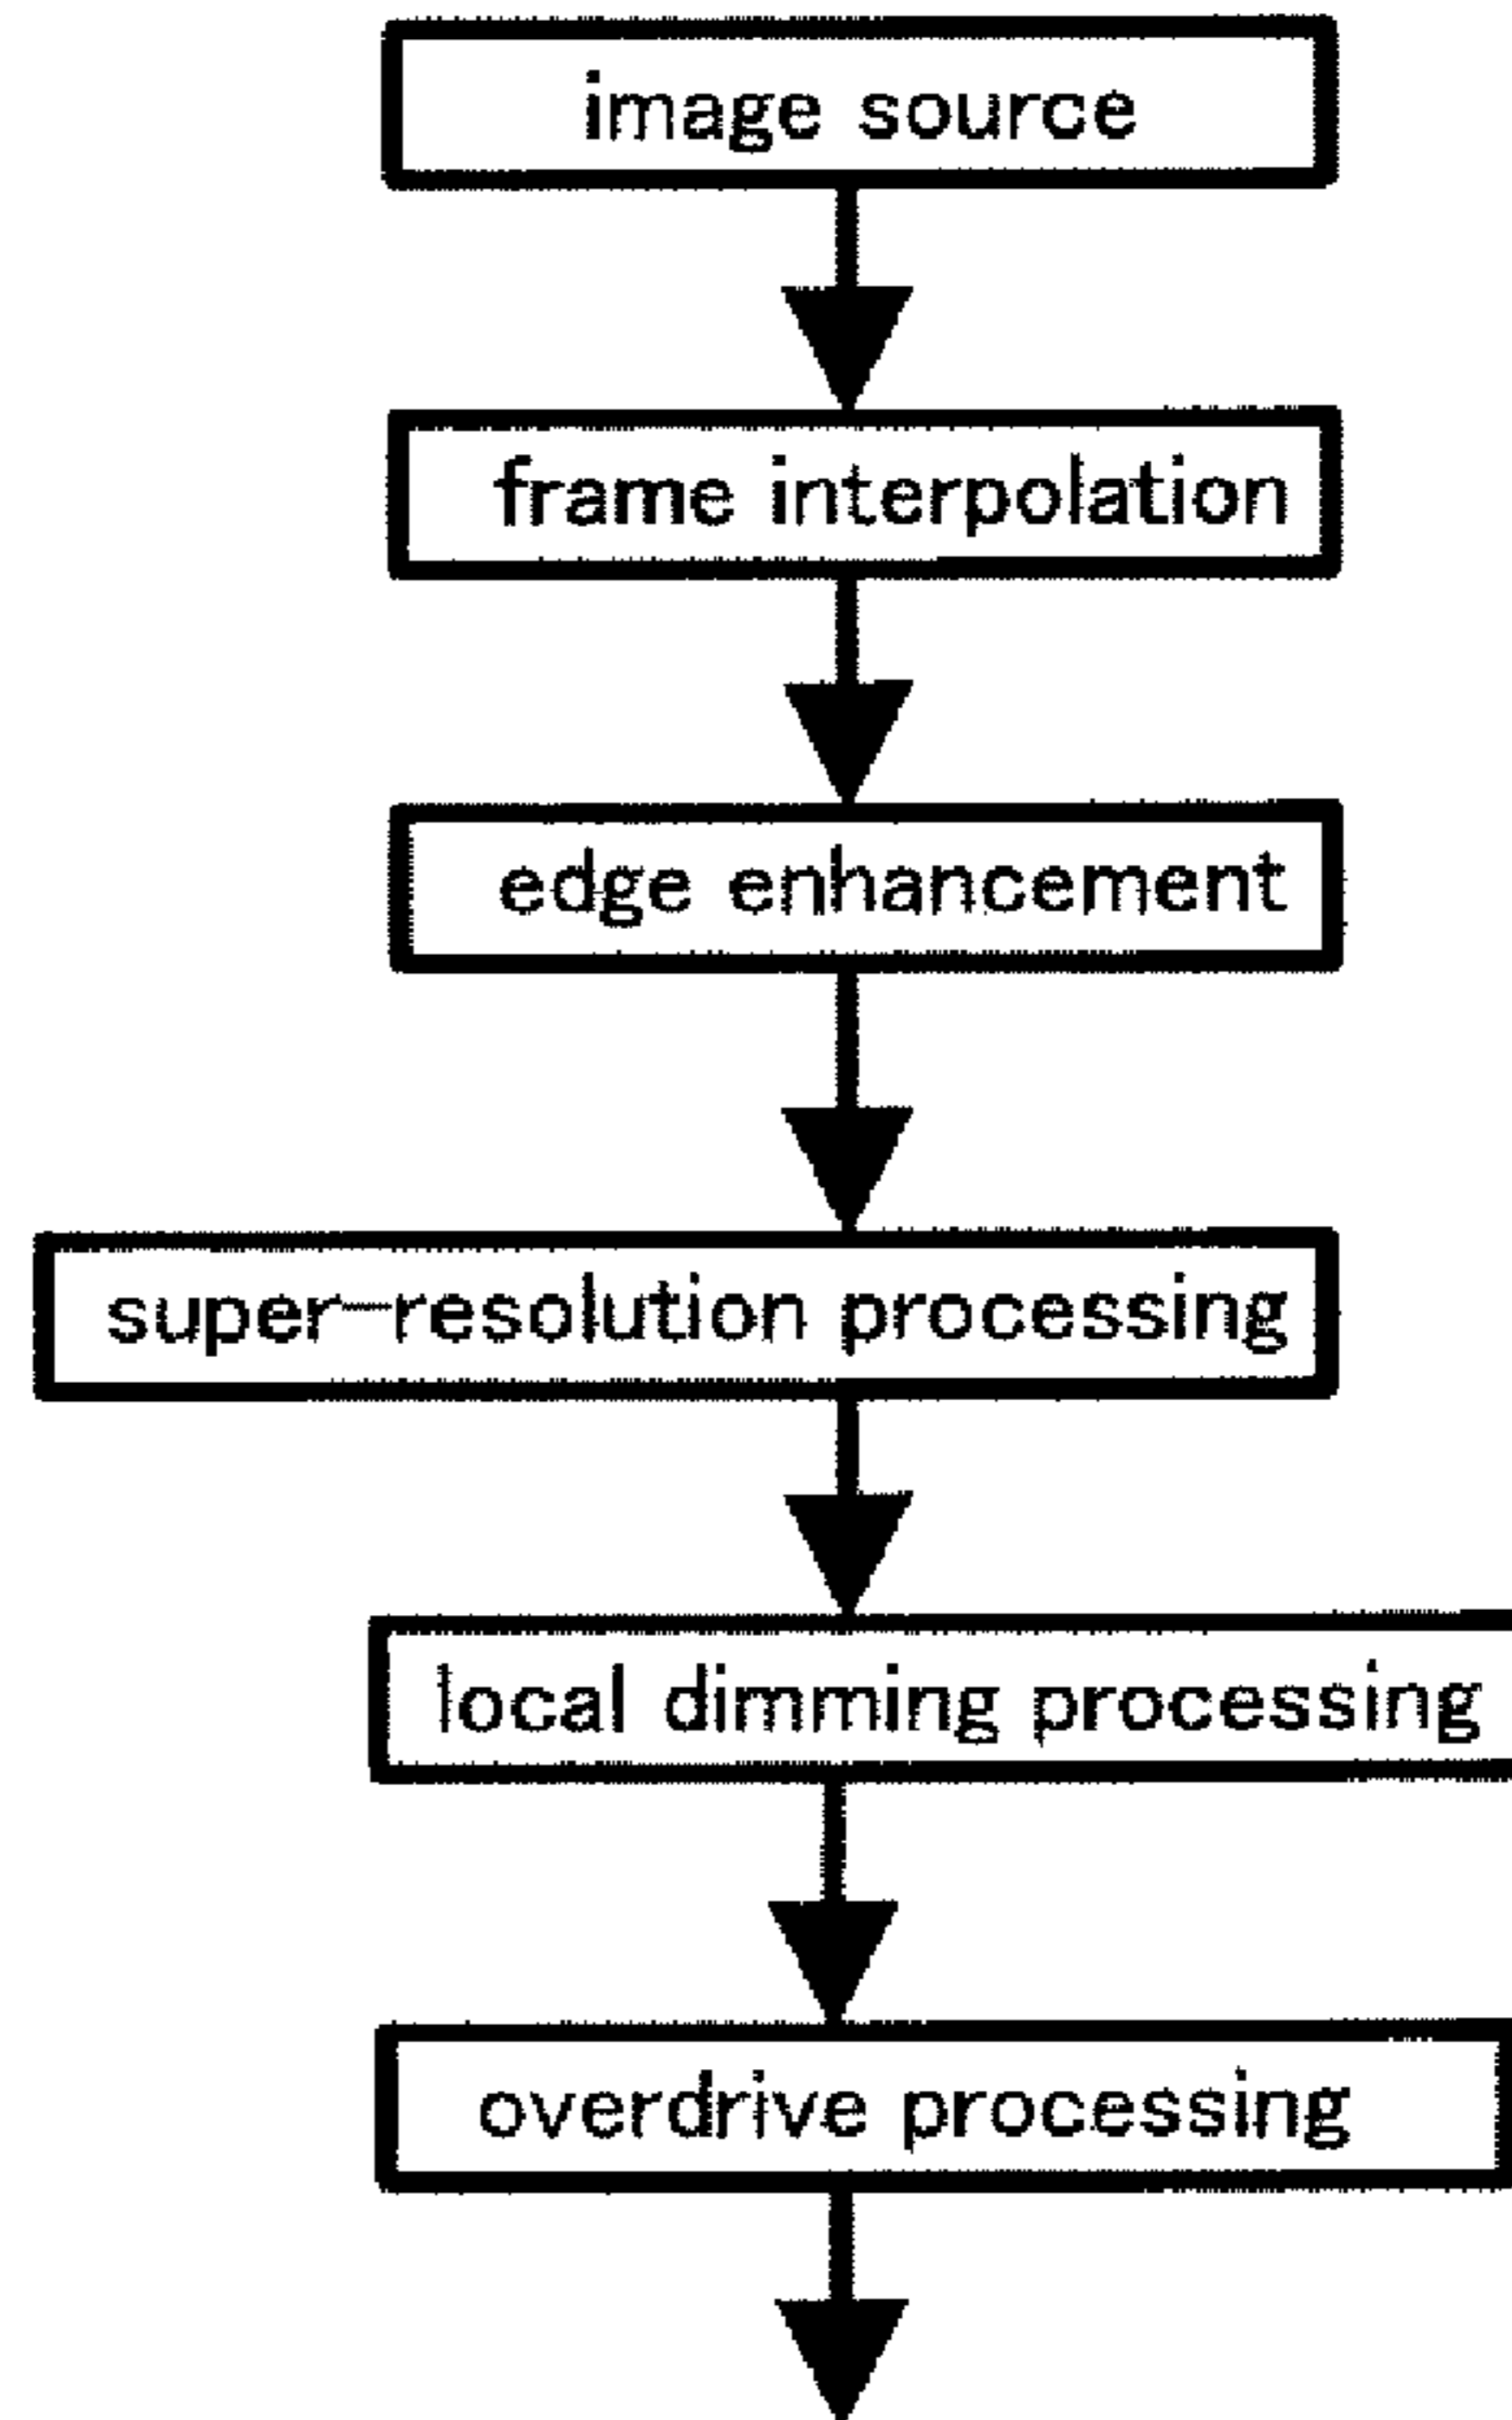 image source
frame interpolation
edge enhancement
super-resolution processing
local dimming processing
overdrive processing